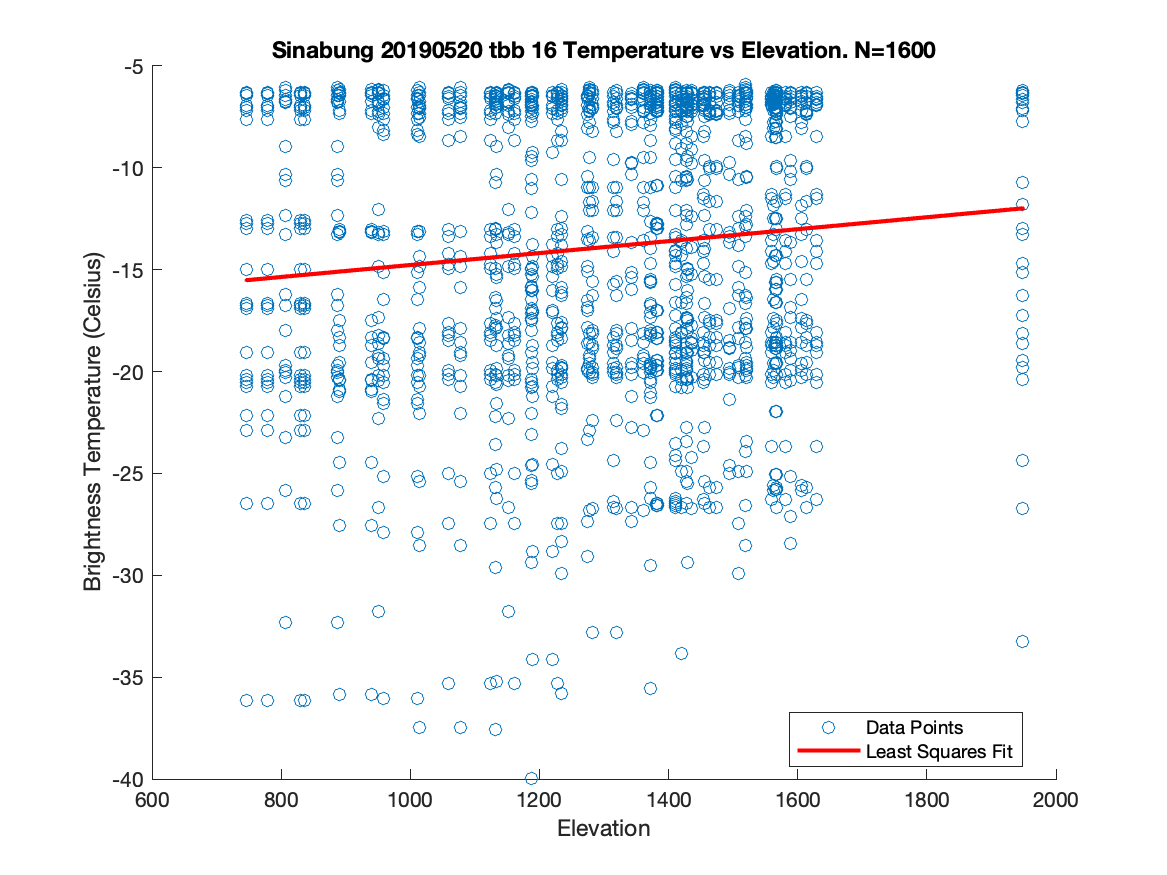 Sinabung 20190520 tbb 16 Temperature vs Elevation. N=1600
-5
-10
-15
-20
-25
-30
-35
-40
Brightness Temperature (Celsius)
Data Points
Least Squares Fit
600 800 1000 1200 1400 1600 1800 2000
Elevation